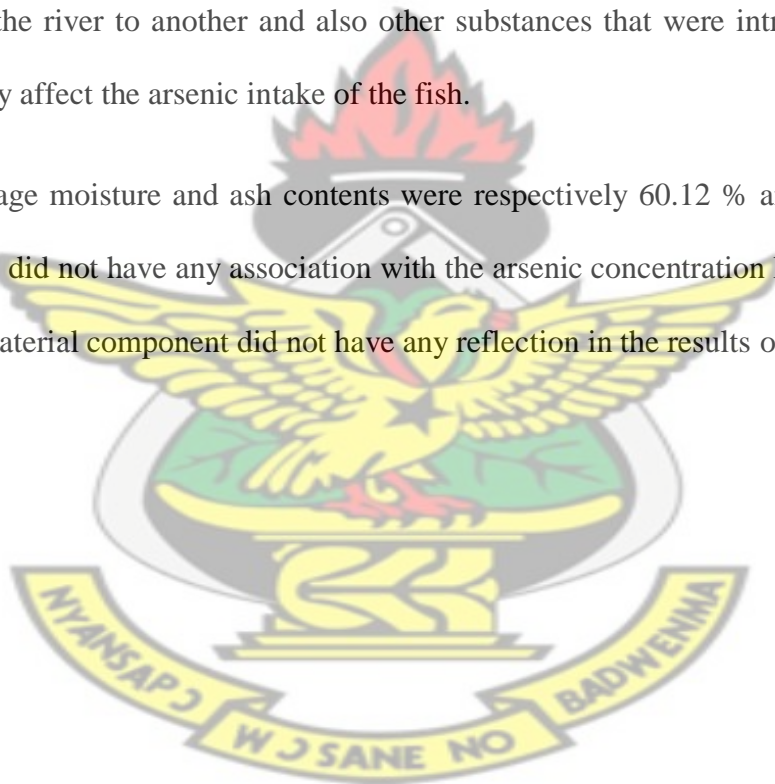 the river to another and also other substances that were intr
y affect the arsenic intake of the fish.
age moisture and ash contents were respectively 60.12 % a
did not have any association with the arsenic concentration
aterial component did not have any reflection in the results o
NYANSAPƆ WƆSANE NO BADWENMA